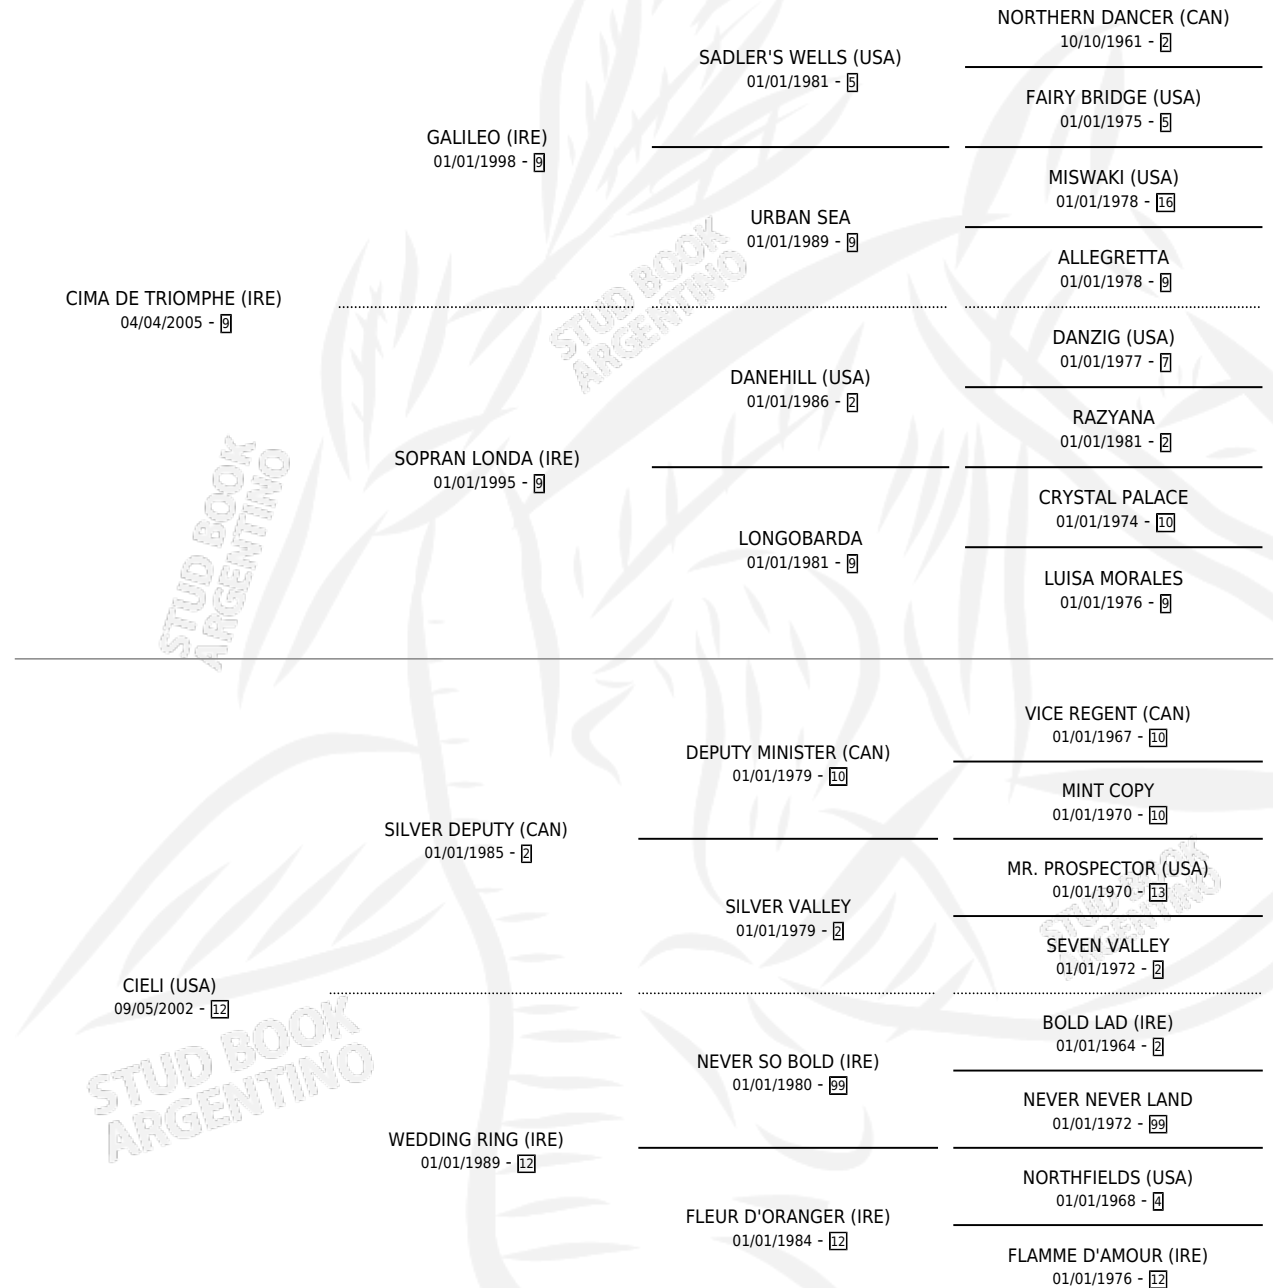 NORTHERN DANCER (CAN)
10/10/1961 - 2
SADLER'S WELLS (USA)
01/01/1981 - 5
FAIRY BRIDGE (USA)
01/01/1975 - 5
GALILEO (IRE)
01/01/1998 - 9
MISWAKI (USA)
01/01/1978 - 16
URBAN SEA
01/01/1989 - 9
ALLEGRETTA
01/01/1978 - 9
CIMA DE TRIOMPHE (IRE)
04/04/2005 - 9
DANZIG (USA)
01/01/1977 - 7
DANEHILL (USA)
01/01/1986 - 2
RAZYANA
01/01/1981 - 2
SOPRAN LONDA (IRE)
01/01/1995 - 9
CRYSTAL PALACE
01/01/1974 - 10
LONGOBARDA
01/01/1981 - 9
LUISA MORALES
01/01/1976 - 9
VICE REGENT (CAN)
01/01/1967 - 10
DEPUTY MINISTER (CAN)
01/01/1979 - 10
MINT COPY
01/01/1970 - 10
SILVER DEPUTY (CAN)
01/01/1985 - 2
MR. PROSPECTOR (USA)
01/01/1970 - 13
SILVER VALLEY
01/01/1979 - 2
SEVEN VALLEY
01/01/1972 - 2
CIELI (USA)
09/05/2002 - 12
BOLD LAD (IRE)
01/01/1964 - 2
NEVER SO BOLD (IRE)
01/01/1980 - 99
NEVER NEVER LAND
01/01/1972 - 99
WEDDING RING (IRE)
01/01/1989 - 12
NORTHFIELDS (USA)
01/01/1968 - 4
FLEUR D'ORANGER (IRE)
01/01/1984 - 12
FLAMME D'AMOUR (IRE)
01/01/1976 - 12
STUD BOOK
ARGENTINO
STUD BOOK
ARGENTINO
STUD BOOK
ARGENTINO
STUD BOOK
ARGENTINO